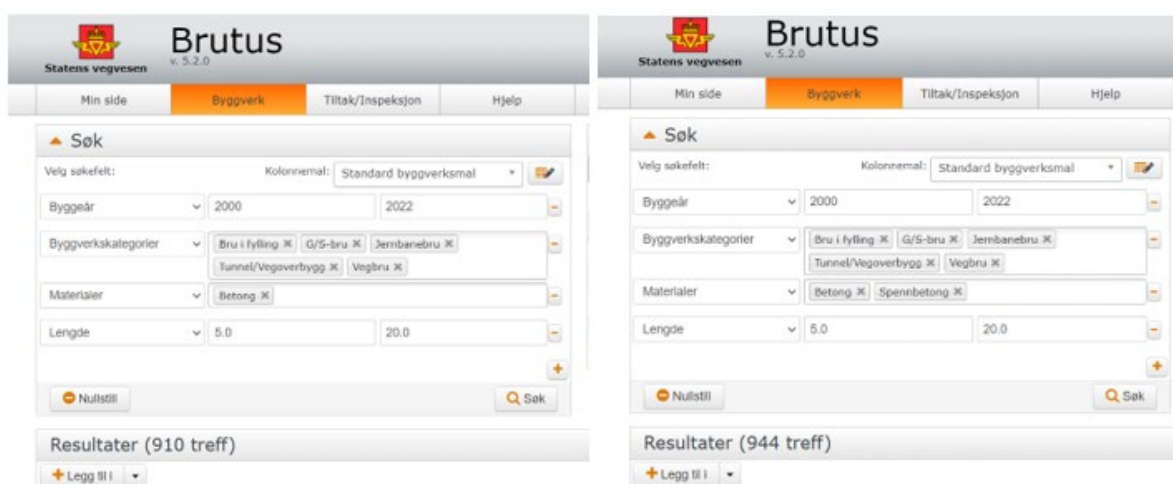 Brutus
v. 5.2.0
Statens vegvesen
Min side Byggverk Tiltak/Inspeksjon Hjelp
Søk
Velg søkefelt: Kolonnemal: Standard byggverksmal
Byggeår 2000 2022
Byggverkskategorier Bru i fylling G/S-bru Jernbanebru
Tunnel/Vegoverbygg Vegbru
Materialer Betong
Lengde 5.0 20.0
Nullstill Søk
Resultater (910 treff)
Legg til i
Brutus
v. 5.2.0
Statens vegvesen
Min side Byggverk Tiltak/Inspeksjon Hjelp
Søk
Velg søkefelt: Kolonnemal: Standard byggverksmal
Byggeår 2000 2022
Byggverkskategorier Bru i fylling G/S-bru Jernbanebru
Tunnel/Vegoverbygg Vegbru
Materialer Betong Spennbetong
Lengde 5.0 20.0
Nullstill Søk
Resultater (944 treff)
Legg til i